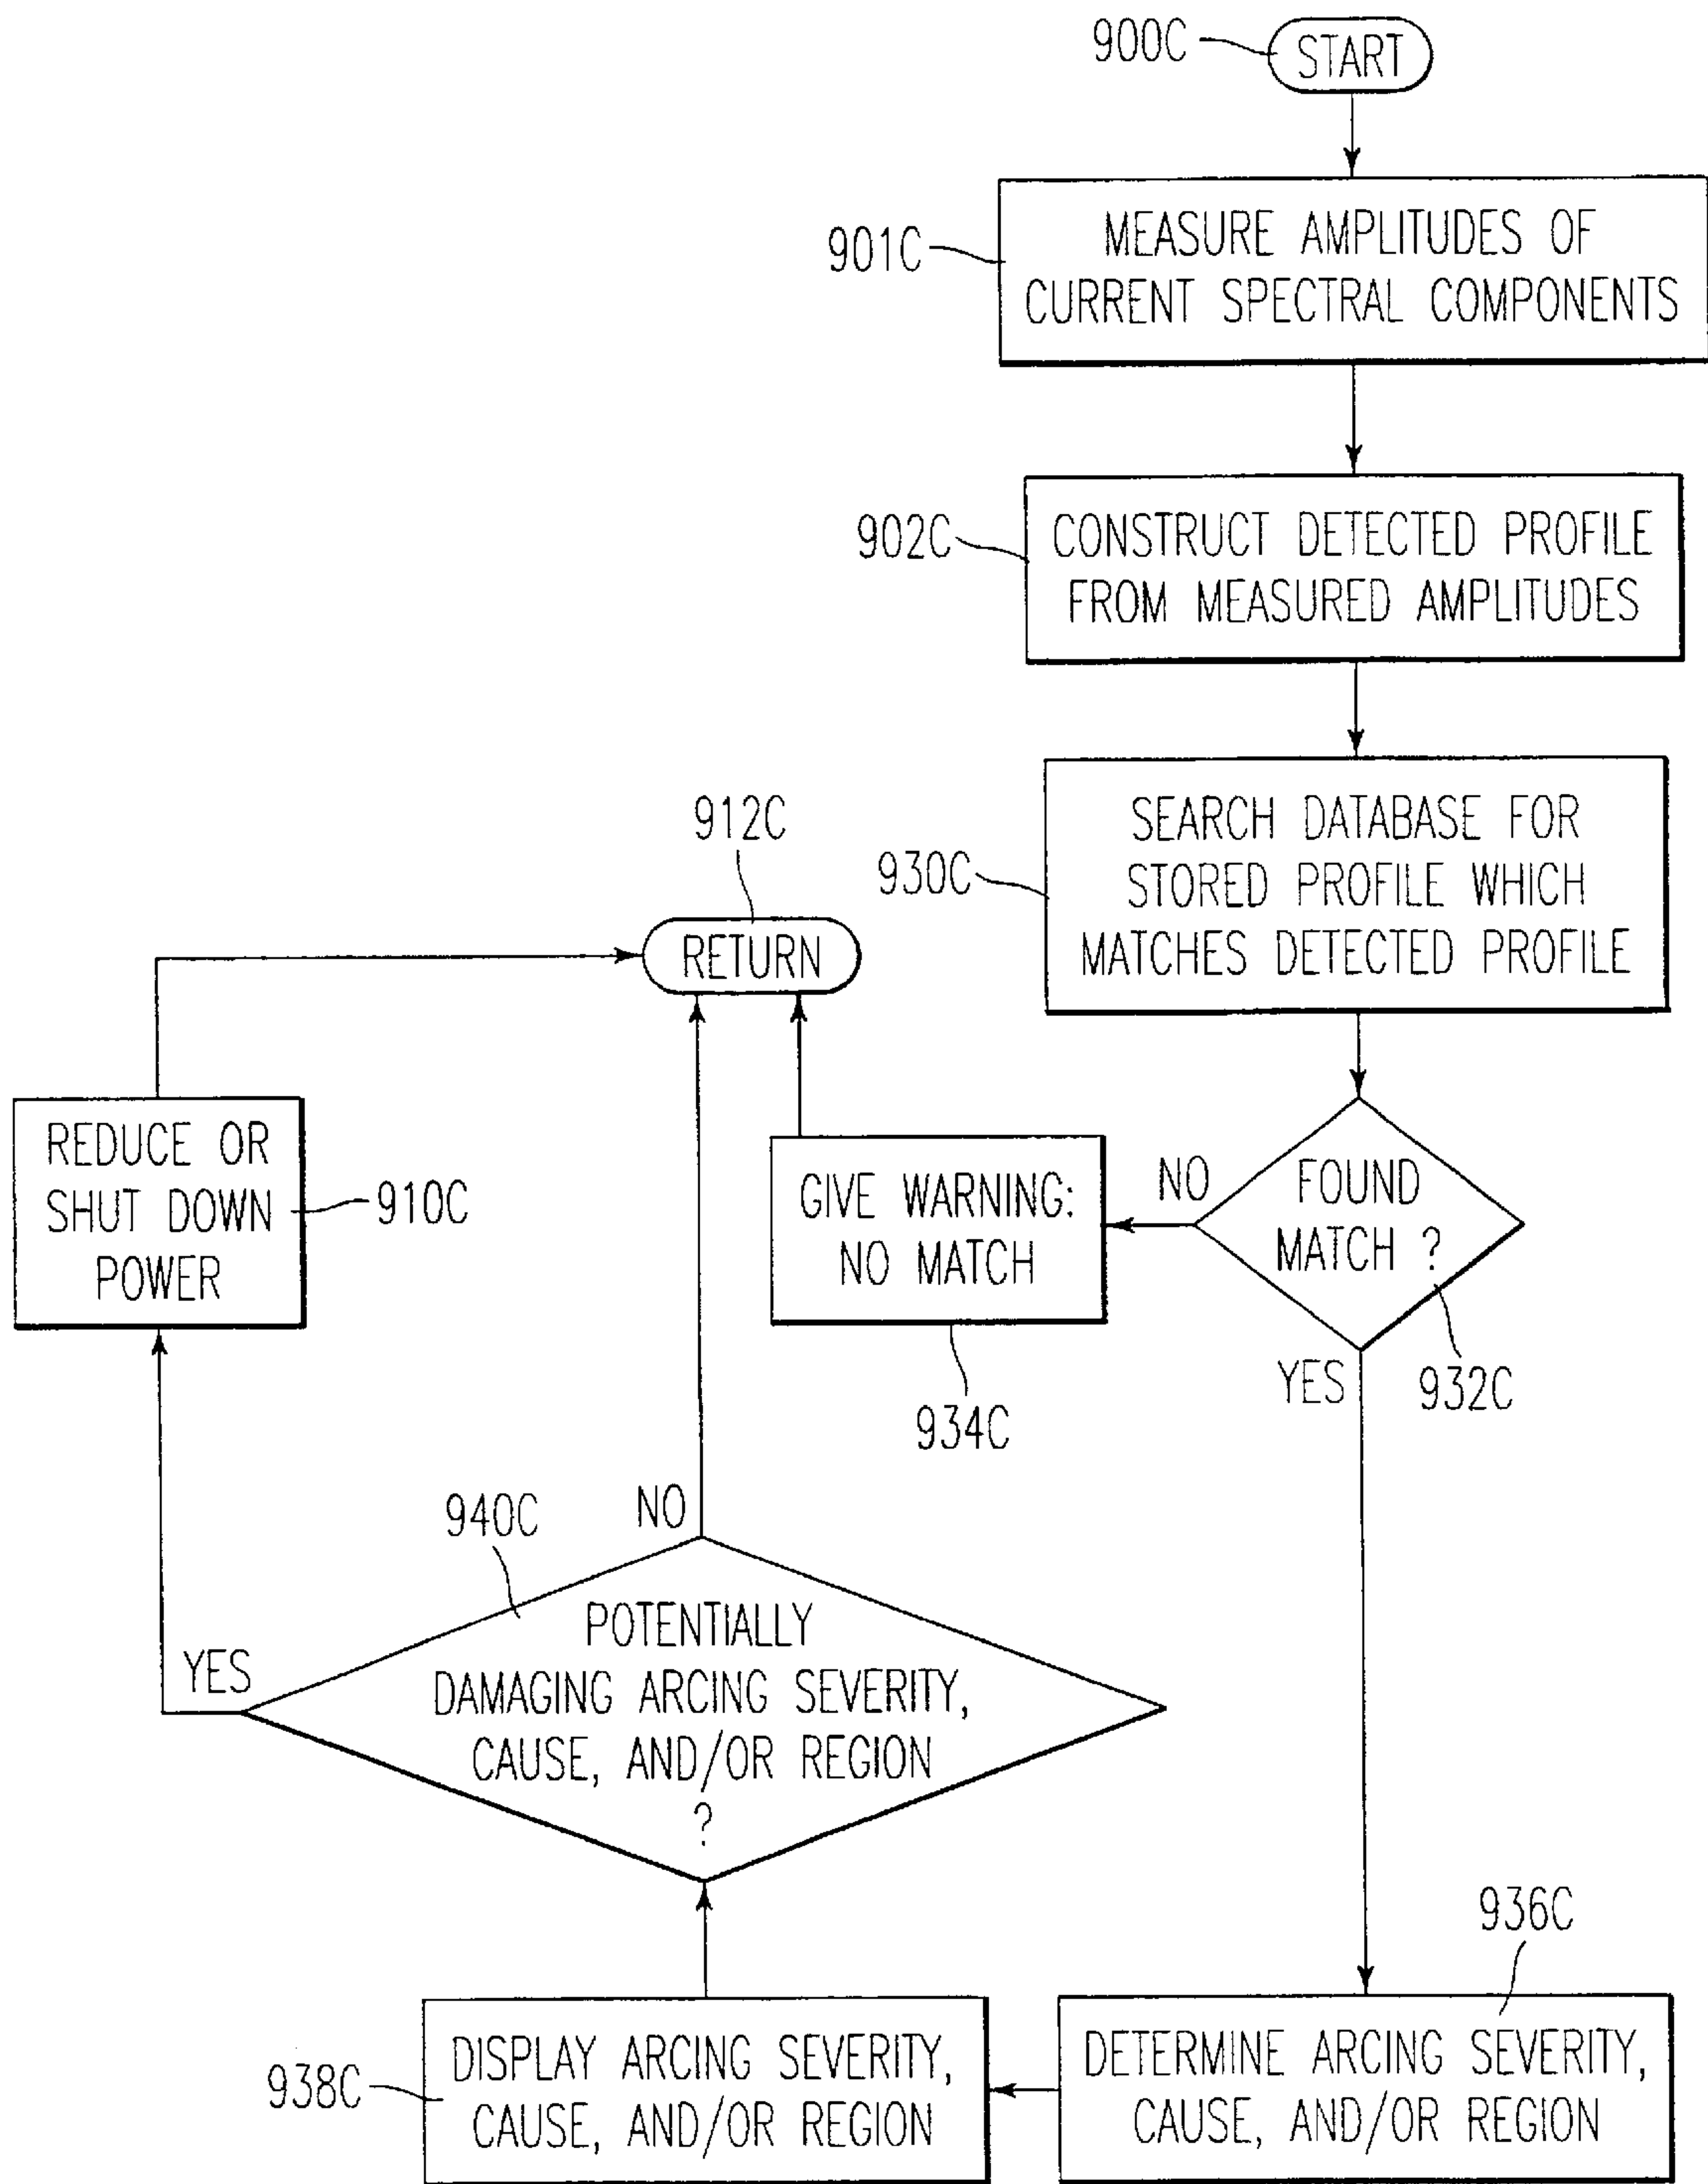 900C
START
901C
MEASURE AMPLITUDES OF
CURRENT SPECTRAL COMPONENTS
902C
CONSTRUCT DETECTED PROFILE
FROM MEASURED AMPLITUDES
930C
SEARCH DATABASE FOR
STORED PROFILE WHICH
MATCHES DETECTED PROFILE
912C
RETURN
REDUCE OR
SHUT DOWN
POWER
910C
GIVE WARNING:
NO MATCH
934C
NO
FOUND
MATCH ?
932C
YES
940C
NO
YES
POTENTIALLY
DAMAGING ARCING SEVERITY,
CAUSE, AND/OR REGION
?
936C
DETERMINE ARCING SEVERITY,
CAUSE, AND/OR REGION
938C
DISPLAY ARCING SEVERITY,
CAUSE, AND/OR REGION